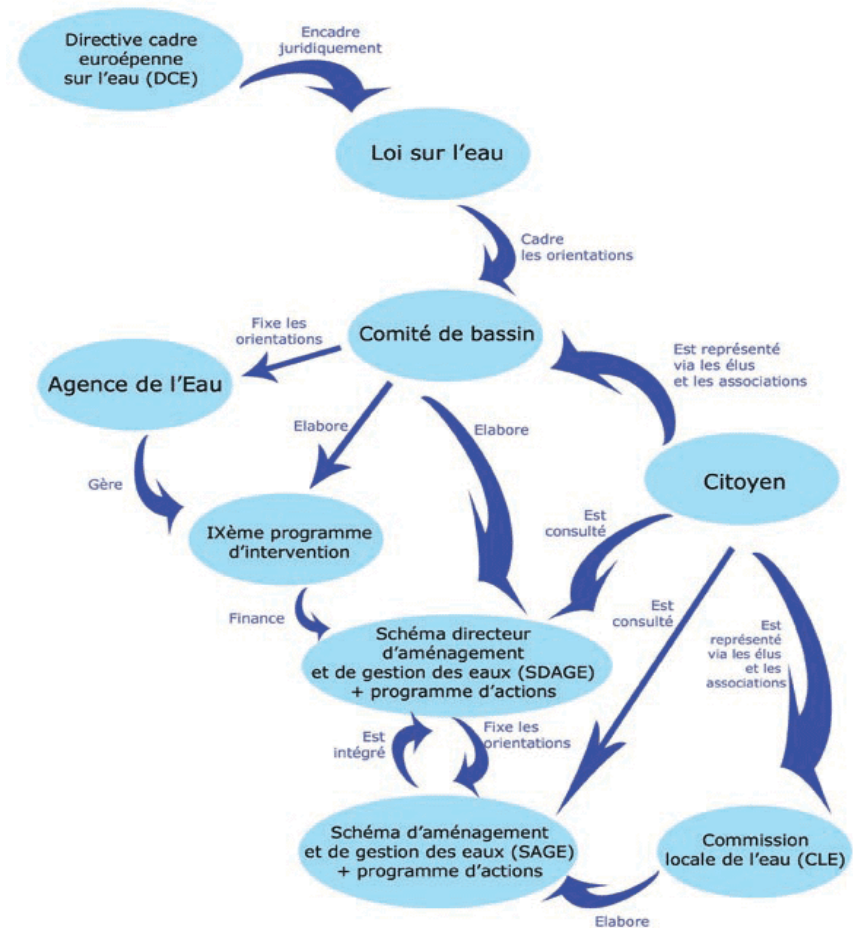 Directive cadre
euroépenne
sur l'eau (DCE)
Encadre
juridiquement
Loi sur l'eau
Cadre
les orientations
Comité de bassin
Fixe les
orientations
Agence de l'Eau
Est représenté
via les élus
et les associations
Elabore
Elabore
Gère
Citoyen
IXème programme
d'intervention
Est
consulté
Finance
Est
consulté
Schéma directeur
d'aménagement
et de gestion des eaux (SDAGE)
+ programme d'actions
Est
représenté
via les élus
et les
associations
Est
intégré
Fixe les
orientations
Schéma d'aménagement
et de gestion des eaux (SAGE)
+ programme d'actions
Commission
locale de l'eau (CLE)
Elabore